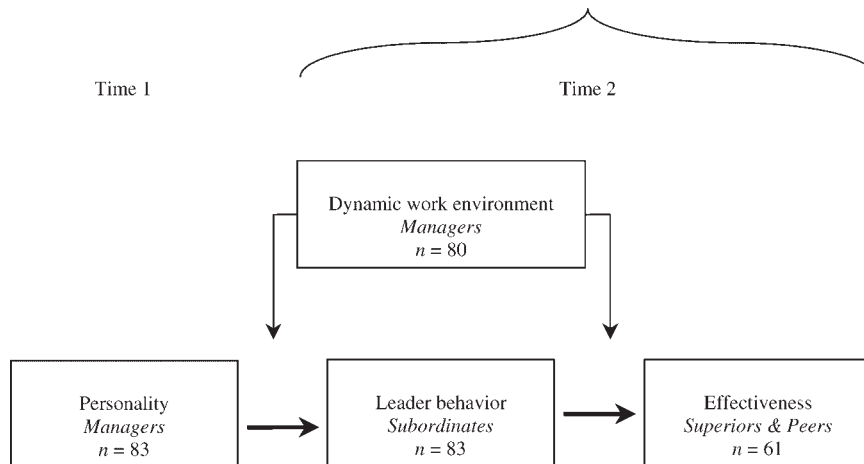 Time 1
Time 2
Dynamic work environment
Managers
n = 80
Personality
Managers
n = 83
Leader behavior
Subordinates
n = 83
Effectiveness
Superiors & Peers
n = 61